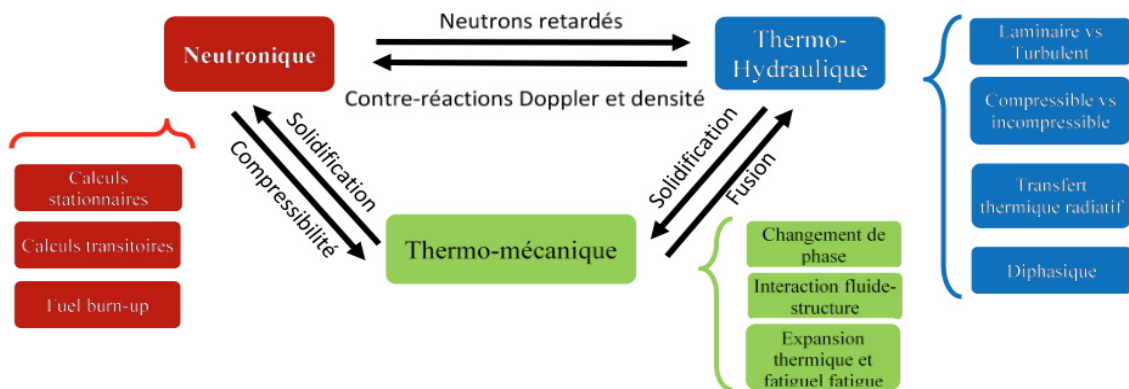 Neutrons retardés
Neutronique
Thermo-
Hydraulique
Contre-réactions Doppler et densité
Solidification
Compressibilité
Solidification
Fusion
Calculs
stationnaires
Calculs transitoires
Fuel burn-up
Thermo-mécanique
Changement de
phase
Interaction fluide-
structure
Expansion
thermique et
fatiguel fatigue
Laminaire vs
Turbulent
Compressible vs
incompressible
Transfert
thermique radiatif
Diphasique